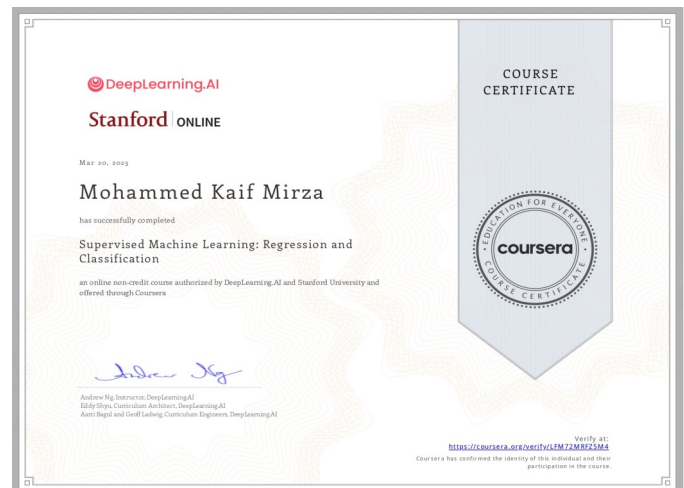 DeepLearning.AI
Stanford ONLINE
Mar 20, 2023
Mohammed Kaif Mirza
has successfully completed
Supervised Machine Learning: Regression and
Classification
an online non-credit course authorized by DeepLearning.AI and Stanford University and
offered through Coursera
Andrew Ng
Andrew Ng, Instructor, DeepLearning.AI
Eddy Shyu, Curriculum Architect, DeepLearning.AI
Aarti Bagul and Geoff Ladwig, Curriculum Engineers, DeepLearning.AI
COURSE
CERTIFICATE
EDUCATION FOR EVERYONE
coursera
COURSE CERTIFICATE
Verify at:
https://coursera.org/verify/LFM72MRFZ5M4
Coursera has confirmed the identity of this individual and their
participation in the course.